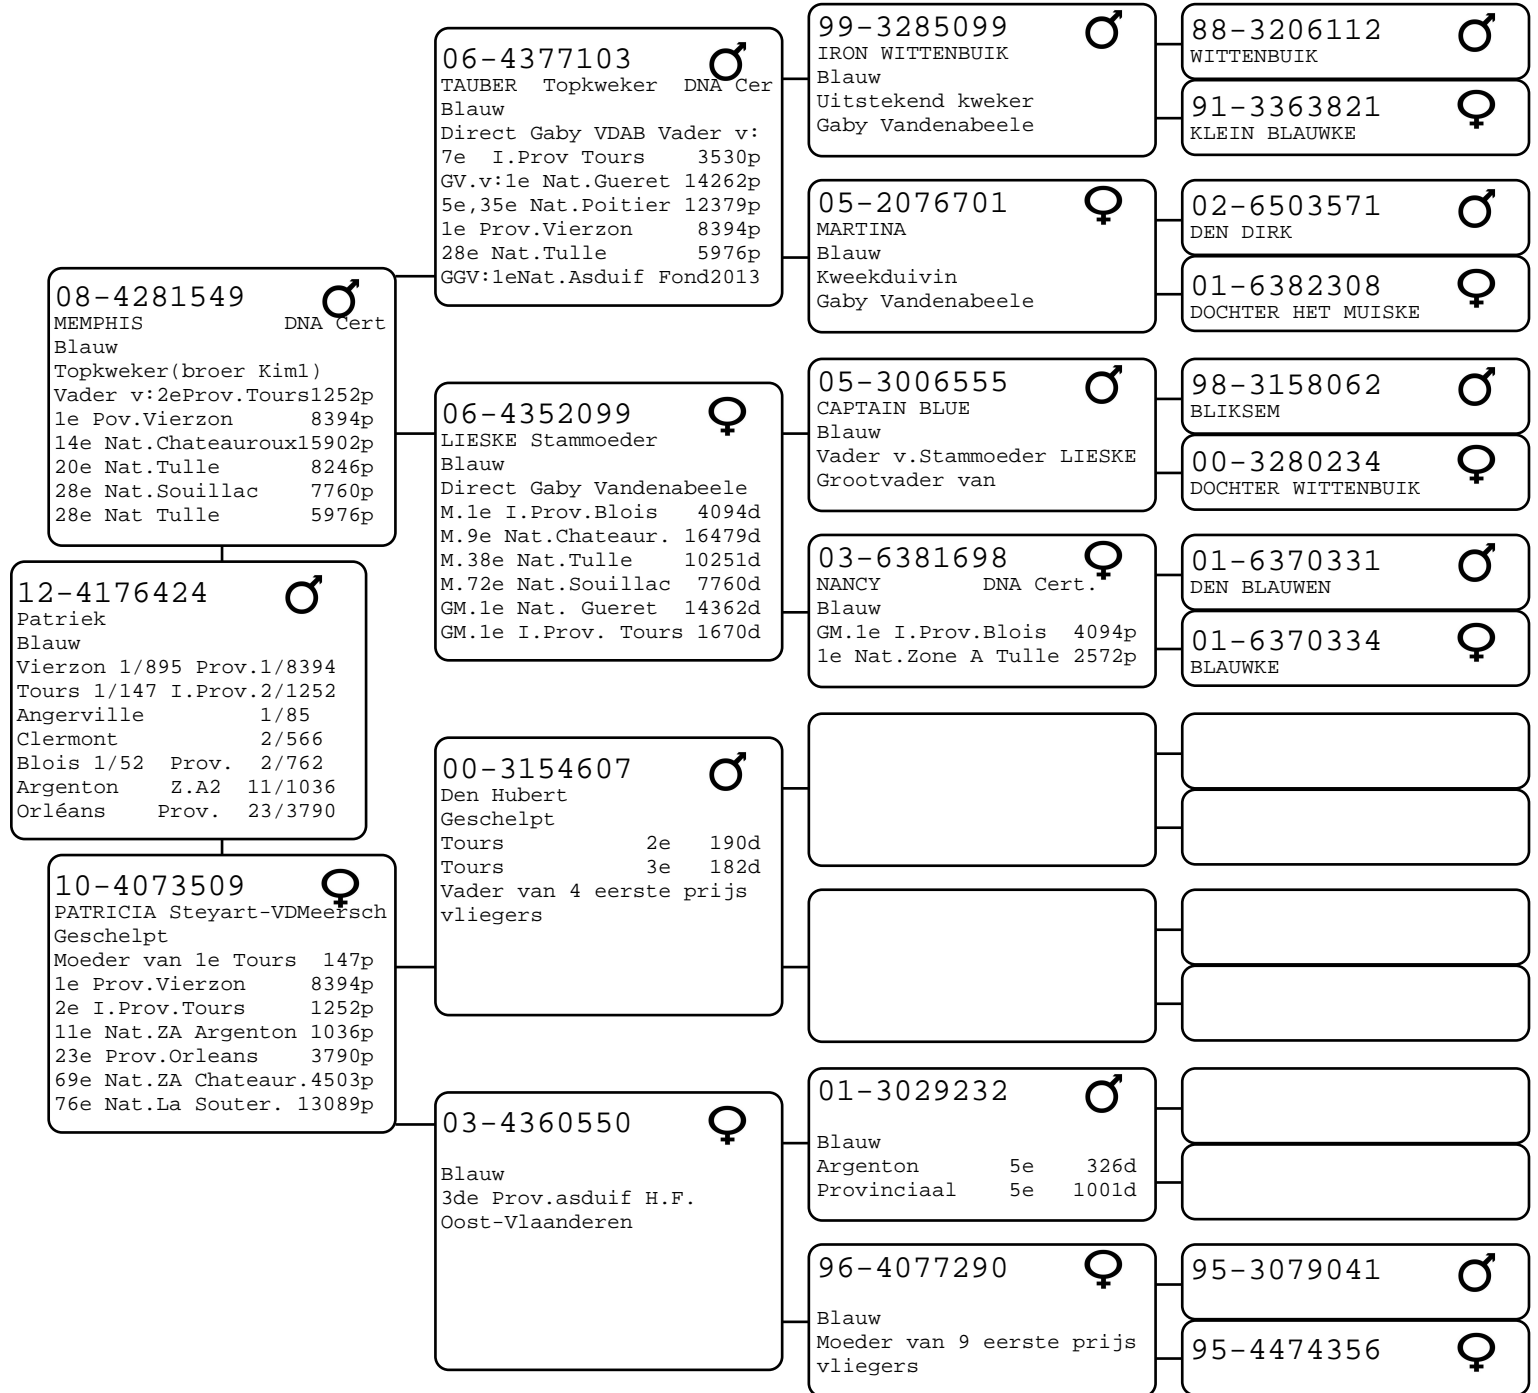 12-4176424
Patriek
Blauw
Vierzon 1/895 Prov.1/8394
Tours 1/147 I.Prov.2/1252
Angerville 1/85
Clermont 2/566
Blois 1/52 Prov. 2/762
Argenton Z.A2 11/1036
Orléans Prov. 23/3790
08-4281549
MEMPHIS DNA Cert
Blauw
Topkweker(broer Kim1)
Vader v:2eProv.Tours1252p
1e Pov.Vierzon 8394p
14e Nat.Chateauroux15902p
20e Nat.Tulle 8246p
28e Nat.Souillac 7760p
28e Nat Tulle 5976p
10-4073509
PATRICIA Steyart-VDMeersch
Geschelpt
Moeder van 1e Tours 147p
1e Prov.Vierzon 8394p
2e I.Prov.Tours 1252p
11e Nat.ZA Argenton 1036p
23e Prov.Orleans 3790p
69e Nat.ZA Chateaur.4503p
76e Nat.La Souter. 13089p
06-4377103
TAUBER Topkweker DNA Cer
Blauw
Direct Gaby VDAB Vader v:
7e I.Prov Tours 3530p
GV.v:1e Nat.Gueret 14262p
5e,35e Nat.Poitier 12379p
1e Prov.Vierzon 8394p
28e Nat.Tulle 5976p
GGV:1eNat.Asduif Fond2013
06-4352099
LIESKE Stammoeder
Blauw
Direct Gaby Vandenabeele
M.1e I.Prov.Blois 4094d
M.9e Nat.Chateaur. 16479d
M.38e Nat.Tulle 10251d
M.72e Nat.Souillac 7760d
GM.1e Nat. Gueret 14362d
GM.1e I.Prov. Tours 1670d
00-3154607
Den Hubert
Geschelpt
Tours 2e 190d
Tours 3e 182d
Vader van 4 eerste prijs
vliegers
03-4360550
Blauw
3de Prov.asduif H.F.
Oost-Vlaanderen
99-3285099
IRON WITTENBUIK
Blauw
Uitstekend kweker
Gaby Vandenabeele
05-2076701
MARTINA
Blauw
Kweekduivin
Gaby Vandenabeele
05-3006555
CAPTAIN BLUE
Blauw
Vader v.Stammoeder LIESKE
Grootvader van
03-6381698
NANCY DNA Cert.
Blauw
GM.1e I.Prov.Blois 4094p
1e Nat.Zone A Tulle 2572p
01-3029232
Blauw
Argenton 5e 326d
Provinciaal 5e 1001d
96-4077290
Blauw
Moeder van 9 eerste prijs
vliegers
88-3206112
WITTENBUIK
91-3363821
KLEIN BLAUWKE
02-6503571
DEN DIRK
01-6382308
DOCHTER HET MUISKE
98-3158062
BLIKSEM
00-3280234
DOCHTER WITTENBUIK
01-6370331
DEN BLAUWEN
01-6370334
BLAUWKE
95-3079041
95-4474356